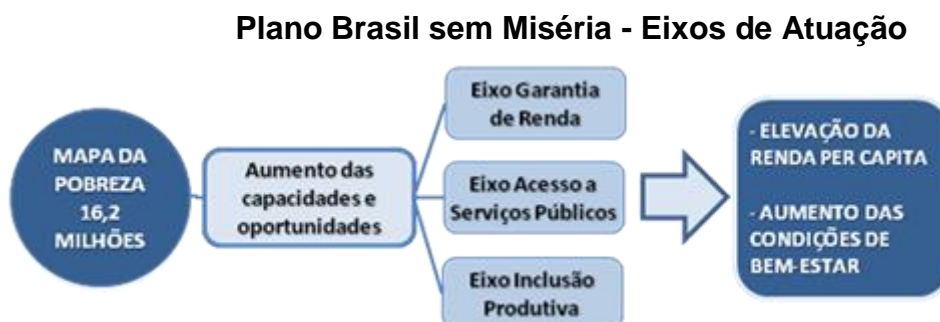 Plano Brasil sem Miséria - Eixos de Atuação
MAPA DA
POBREZA
16,2
MILHÕES
Aumento das
capacidades e
oportunidades
Eixo Garantia
de Renda
Eixo Acesso a
Serviços Públicos
Eixo Inclusão
Produtiva
- ELEVAÇÃO DA
RENDA PER CAPITA
- AUMENTO DAS
CONDIÇÕES DE
BEM-ESTAR